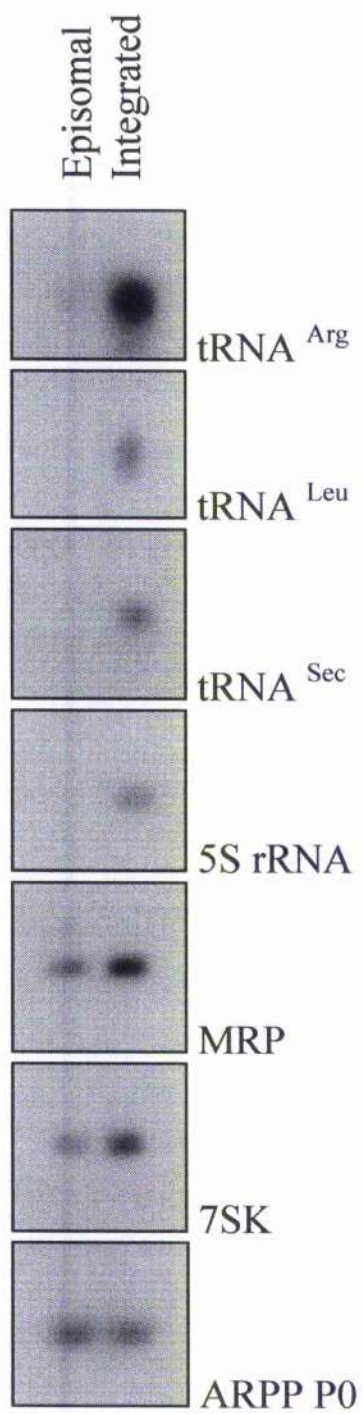 Episomal
Integrated
tRNA Arg
tRNA Leu
tRNA Sec
5S rRNA
MRP
7SK
ARPP P0